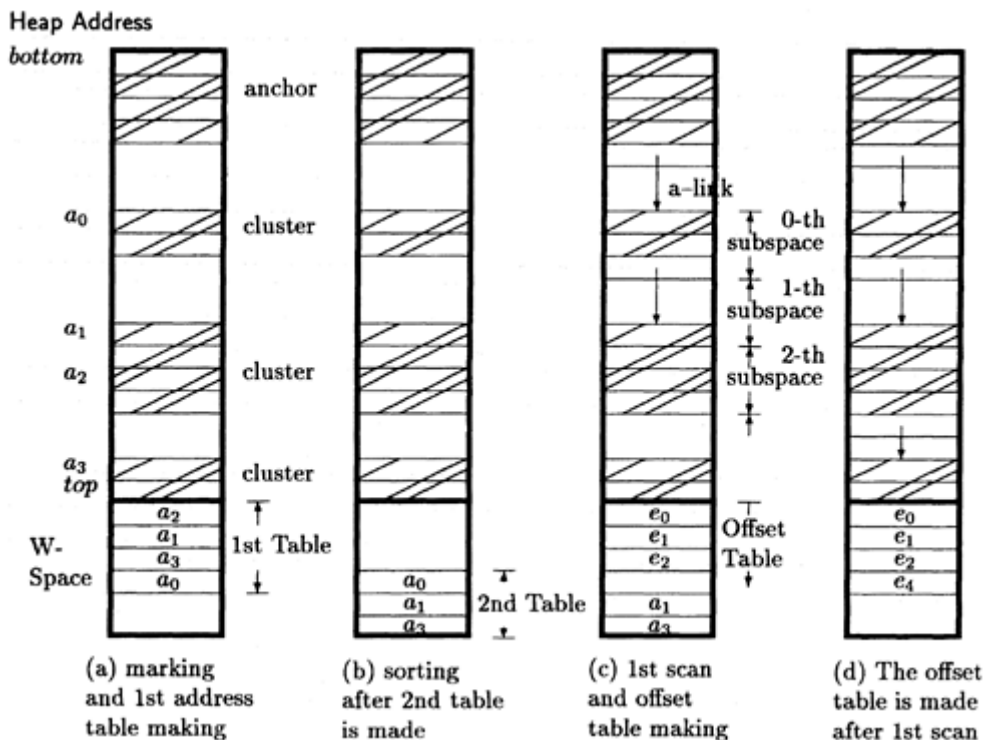 Heap Address
bottom
anchor
a–link
a0
cluster
0-th
subspace
1-th
subspace
a1
a2
cluster
2-th
subspace
a3
cluster
top
a2
a1
a3
a0
1st Table
W-
Space
a0
a1
a3
2nd Table
e0
e1
e2
Offset
Table
a1
a3
e0
e1
e2
e4
(a) marking
and 1st address
table making
(b) sorting
after 2nd table
is made
(c) 1st scan
and offset
table making
(d) The offset
table is made
after 1st scan